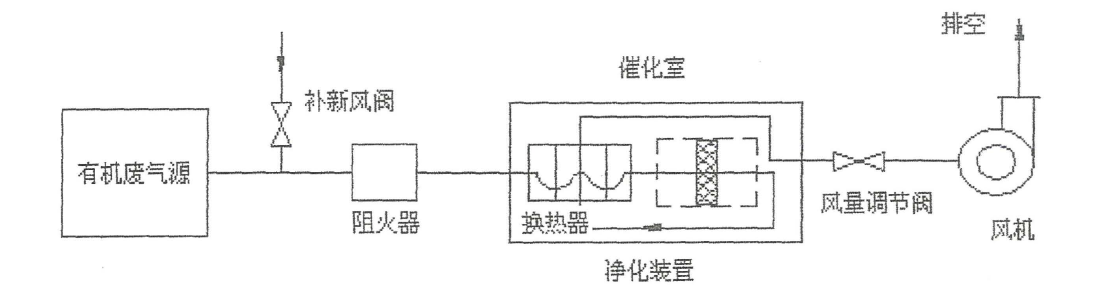 排空
催化室
补新风阀
有机废气源
阻火器
换热器
风量调节阀
风机
净化装置